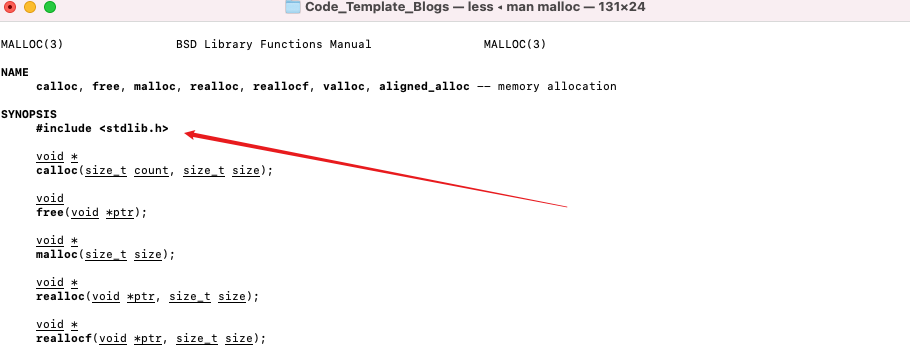 Code_Template_Blogs — less ◂ man malloc — 131×24
MALLOC(3) BSD Library Functions Manual MALLOC(3)
NAME
calloc, free, malloc, realloc, reallocf, valloc, aligned_alloc -- memory allocation
SYNOPSIS
#include <stdlib.h>
void *
calloc(size_t count, size_t size);
void
free(void *ptr);
void *
malloc(size_t size);
void *
realloc(void *ptr, size_t size);
void *
reallocf(void *ptr, size_t size);